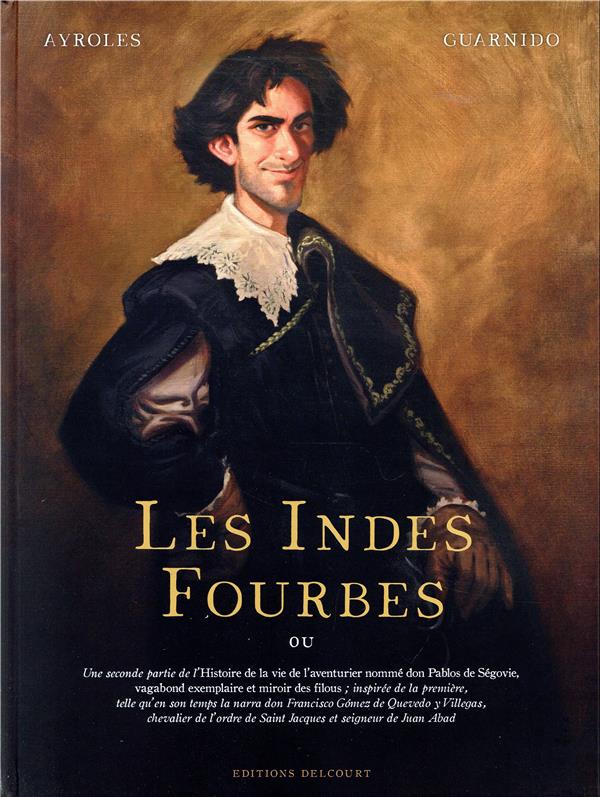 AYROLES
GUARNIDO
LES INDES
FOURBES
OU
Une seconde partie de l'Histoire de la vie de l'aventurier nommé don Pablos de Ségovie,
vagabond exemplaire et miroir des filous ; inspirée de la première,
telle qu'en son temps la narra don Francisco Gómez de Quevedo y Villegas,
chevalier de l'ordre de Saint Jacques et seigneur de Juan Abad
EDITIONS DELCOURT